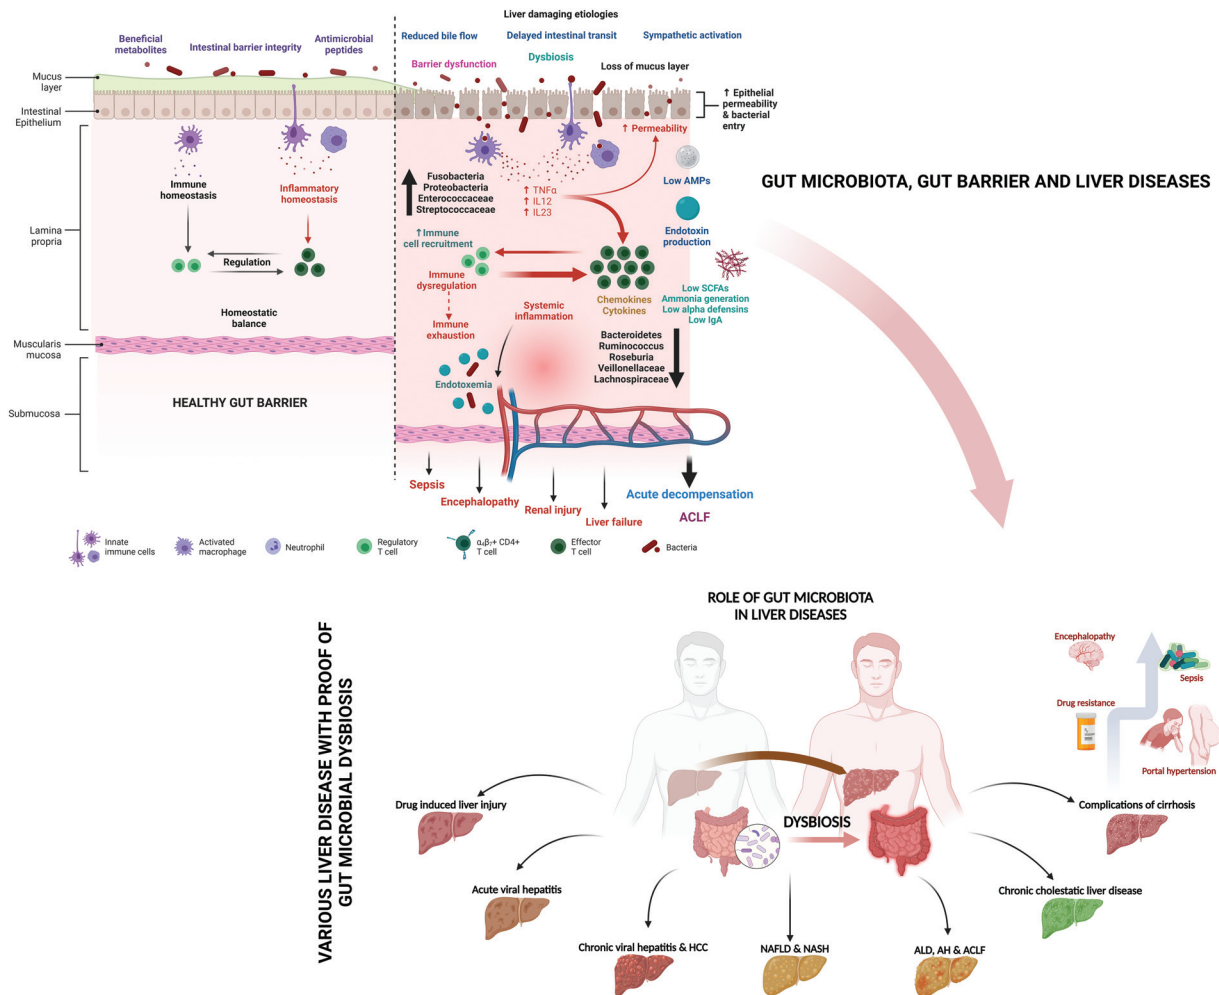 Liver damaging etiologies
Beneficial
metabolites
Intestinal barrier integrity
Antimicrobial
peptides
Reduced bile flow
Delayed intestinal transit
Sympathetic activation
Barrier dysfunction
Dysbiosis
Loss of mucus layer
Mucus
layer
Intestinal
Epithelium
Lamina
propria
Muscularis
mucosa
Submucosa
↑ Epithelial
permeability
& bacterial
entry
Immune
homeostasis
Inflammatory
homeostasis
Regulation
Homeostatic
balance
HEALTHY GUT BARRIER
↑ Permeability
Fusobacteria
Proteobacteria
Enterococcaceae
Streptococcaceae
↑ TNFα
↑ IL12
↑ IL23
Low AMPs
Endotoxin
production
↑ Immune
cell recruitment
Immune
dysregulation
Immune
exhaustion
Systemic
inflammation
Chemokines
Cytokines
Low SCFAs
Ammonia generation
Low alpha defensins
Low IgA
Bacteroidetes
Ruminococcus
Roseburia
Veillonellaceae
Lachnospiraceae
Endotoxemia
Sepsis
Encephalopathy
Renal injury
Liver failure
Acute decompensation
ACLF
Innate
immune cells
Activated
macrophage
Neutrophil
Regulatory
T cell
α₄β₇+ CD4+
T cell
Effector
T cell
Bacteria
GUT MICROBIOTA, GUT BARRIER AND LIVER DISEASES
ROLE OF GUT MICROBIOTA
IN LIVER DISEASES
VARIOUS LIVER DISEASE WITH PROOF OF
GUT MICROBIAL DYSBIOSIS
Encephalopathy
Sepsis
Drug resistance
Portal hypertension
DYSBIOSIS
Drug induced liver injury
Acute viral hepatitis
Chronic viral hepatitis & HCC
NAFLD & NASH
ALD, AH & ACLF
Chronic cholestatic liver disease
Complications of cirrhosis